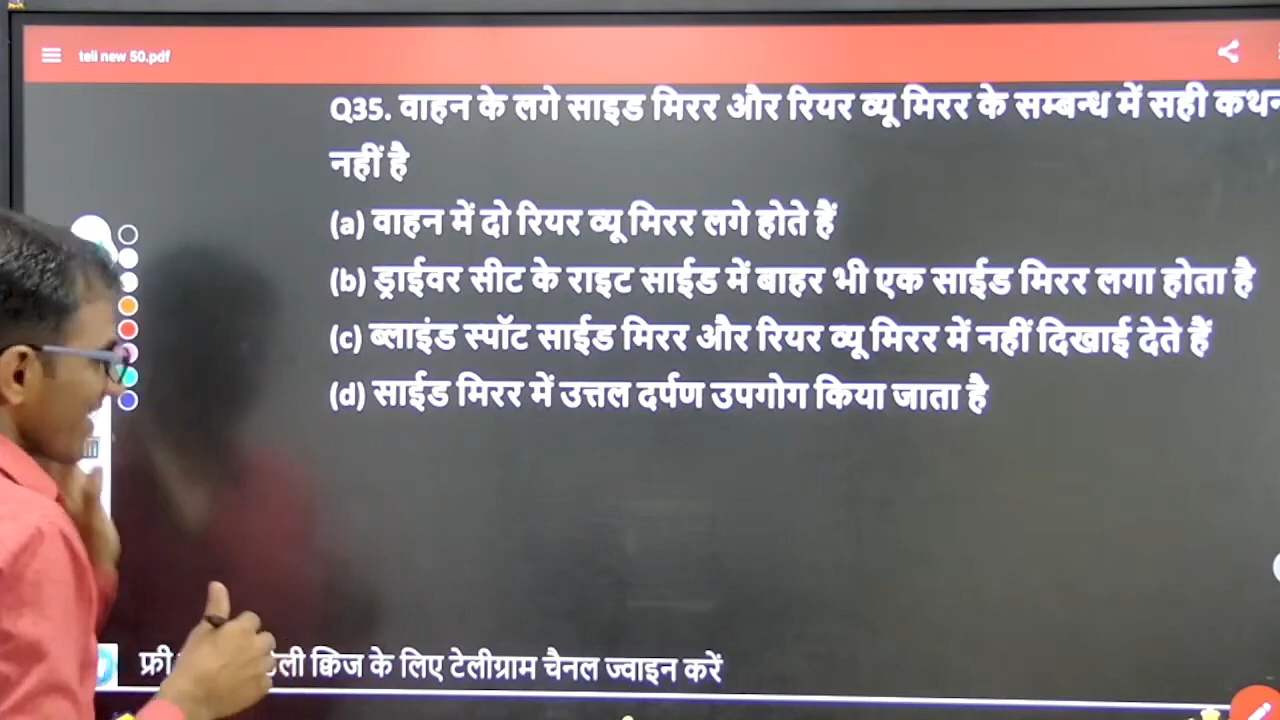 tell new 50.pdf
Q35. वाहन के लगे साइड मिरर और रियर व्यू मिरर के सम्बन्ध में सही कथन
नहीं है
(a) वाहन में दो रियर व्यू मिरर लगे होते हैं
(b) ड्राईवर सीट के राइट साईड में बाहर भी एक साईड मिरर लगा होता है
(c) ब्लाइंड स्पॉट साईड मिरर और रियर व्यू मिरर में नहीं दिखाई देते हैं
(d) साईड मिरर में उत्तल दर्पण उपगोग किया जाता है
फ्री क्विज के लिए टेलीग्राम चैनल ज्वाइन करें